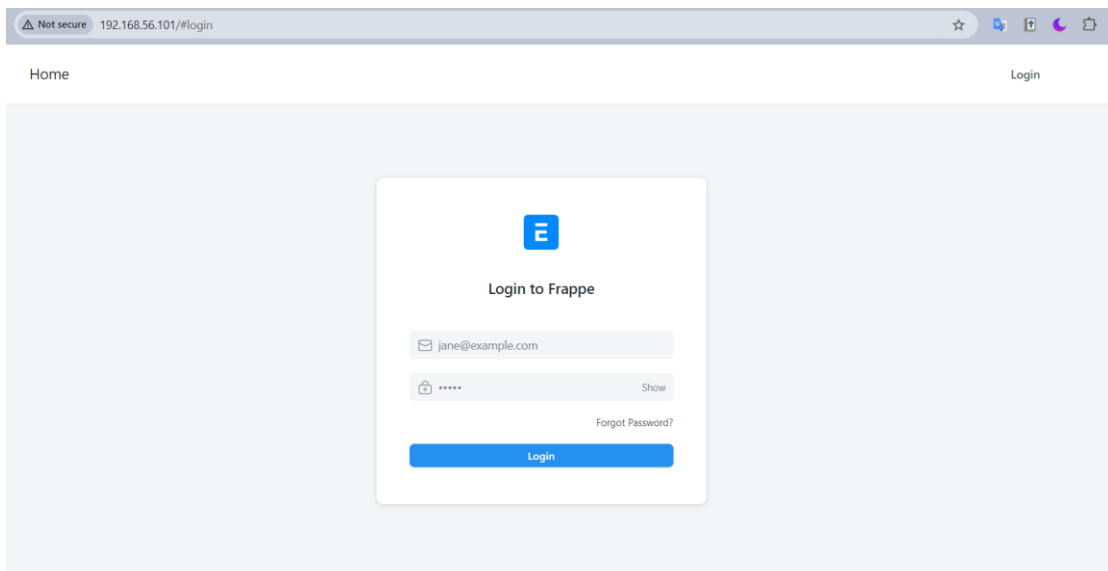 Not secure 192.168.56.101/#login
Home Login
E
Login to Frappe
jane@example.com
••••• Show
Forgot Password?
Login